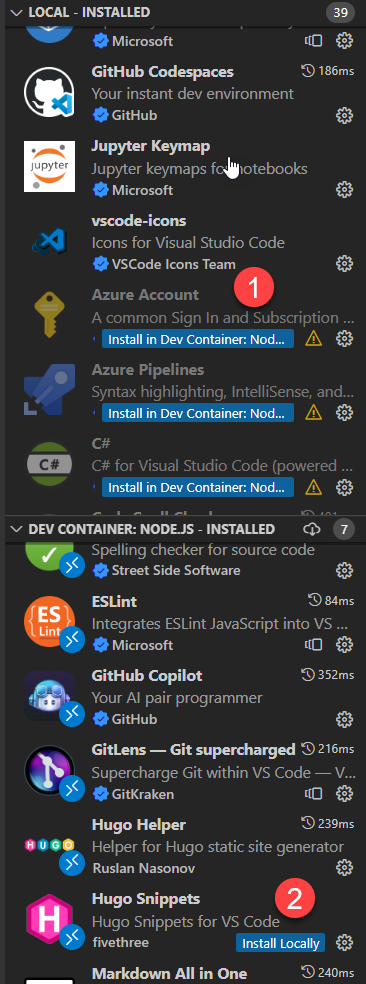 LOCAL - INSTALLED 39
Microsoft
GitHub Codespaces 186ms
Your instant dev environment
GitHub
jupyter
Jupyter Keymap
Jupyter keymaps for notebooks
Microsoft
vscode-icons
Icons for Visual Studio Code
VSCode Icons Team
1
Azure Account
A common Sign In and Subscription ...
Install in Dev Container: Nod...
Azure Pipelines
Syntax highlighting, IntelliSense, and...
Install in Dev Container: Nod...
C#
C#
C# for Visual Studio Code (powered ...
Install in Dev Container: Nod...
DEV CONTAINER: NODE.JS - INSTALLED 7
Spelling checker for source code
Street Side Software
ES
Lint
ESLint 84ms
Integrates ESLint JavaScript into VS ...
Microsoft
GitHub Copilot 352ms
Your AI pair programmer
GitHub
GitLens — Git supercharged 216ms
Supercharge Git within VS Code — V...
GitKraken
HUGO
Hugo Helper 239ms
Helper for Hugo static site generator
Ruslan Nasonov
Hugo Snippets
2
Hugo Snippets for VS Code
fivethree Install Locally
Markdown All in One 240ms